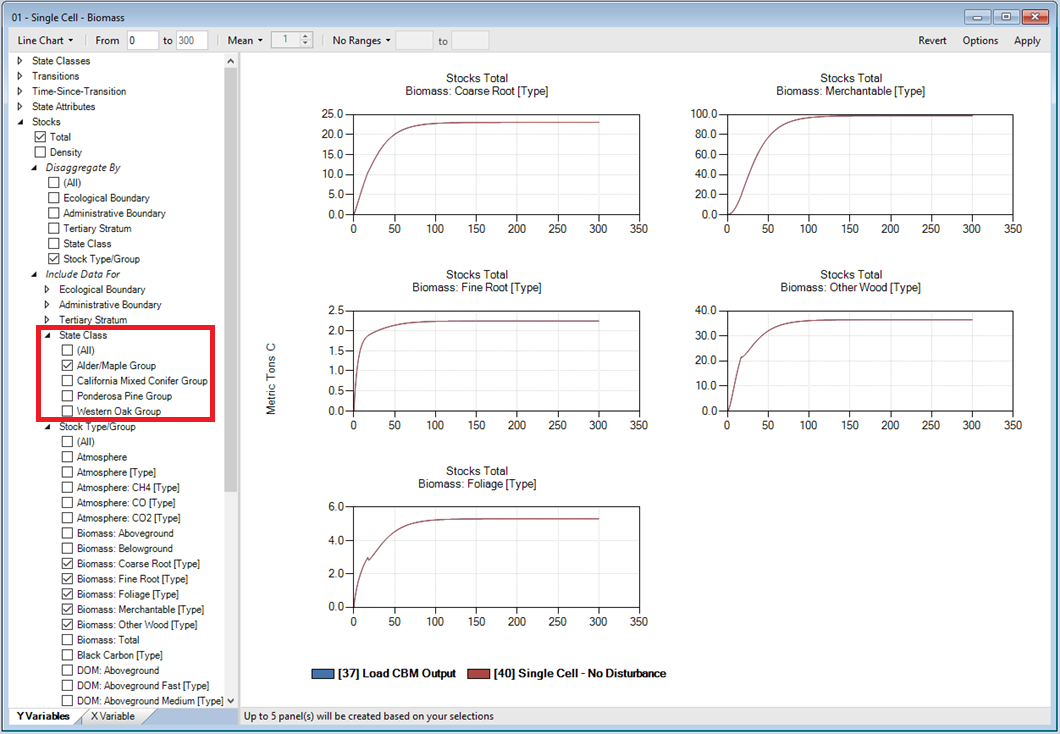 01 - Single Cell - Biomass
Line Chart From 0 to 300 Mean 1 No Ranges to Revert Options Apply
State Classes
Transitions
Time-Since-Transition
State Attributes
Stocks
Total
Density
Disaggregate By
(All)
Ecological Boundary
Administrative Boundary
Tertiary Stratum
State Class
Stock Type/Group
Include Data For
Ecological Boundary
Administrative Boundary
Tertiary Stratum
State Class
(All)
Alder/Maple Group
California Mixed Conifer Group
Ponderosa Pine Group
Western Oak Group
Stock Type/Group
(All)
Atmosphere
Atmosphere [Type]
Atmosphere: CH4 [Type]
Atmosphere: CO [Type]
Atmosphere: CO2 [Type]
Biomass: Aboveground
Biomass: Belowground
Biomass: Coarse Root [Type]
Biomass: Fine Root [Type]
Biomass: Foliage [Type]
Biomass: Merchantable [Type]
Biomass: Other Wood [Type]
Biomass: Total
Black Carbon [Type]
DOM: Aboveground
DOM: Aboveground Fast [Type]
DOM: Aboveground Medium [Type]
Y Variables X Variable
Metric Tons C
Stocks Total
Biomass: Coarse Root [Type]
25.0
20.0
15.0
10.0
5.0
0.0
0 50 100 150 200 250 300 350
Stocks Total
Biomass: Merchantable [Type]
100.0
80.0
60.0
40.0
20.0
0.0
0 50 100 150 200 250 300 350
Stocks Total
Biomass: Fine Root [Type]
2.5
2.0
1.5
1.0
0.5
0.0
0 50 100 150 200 250 300 350
Stocks Total
Biomass: Other Wood [Type]
40.0
30.0
20.0
10.0
0.0
0 50 100 150 200 250 300 350
Stocks Total
Biomass: Foliage [Type]
6.0
4.0
2.0
0.0
0 50 100 150 200 250 300 350
[37] Load CBM Output [40] Single Cell - No Disturbance
Up to 5 panel(s) will be created based on your selections